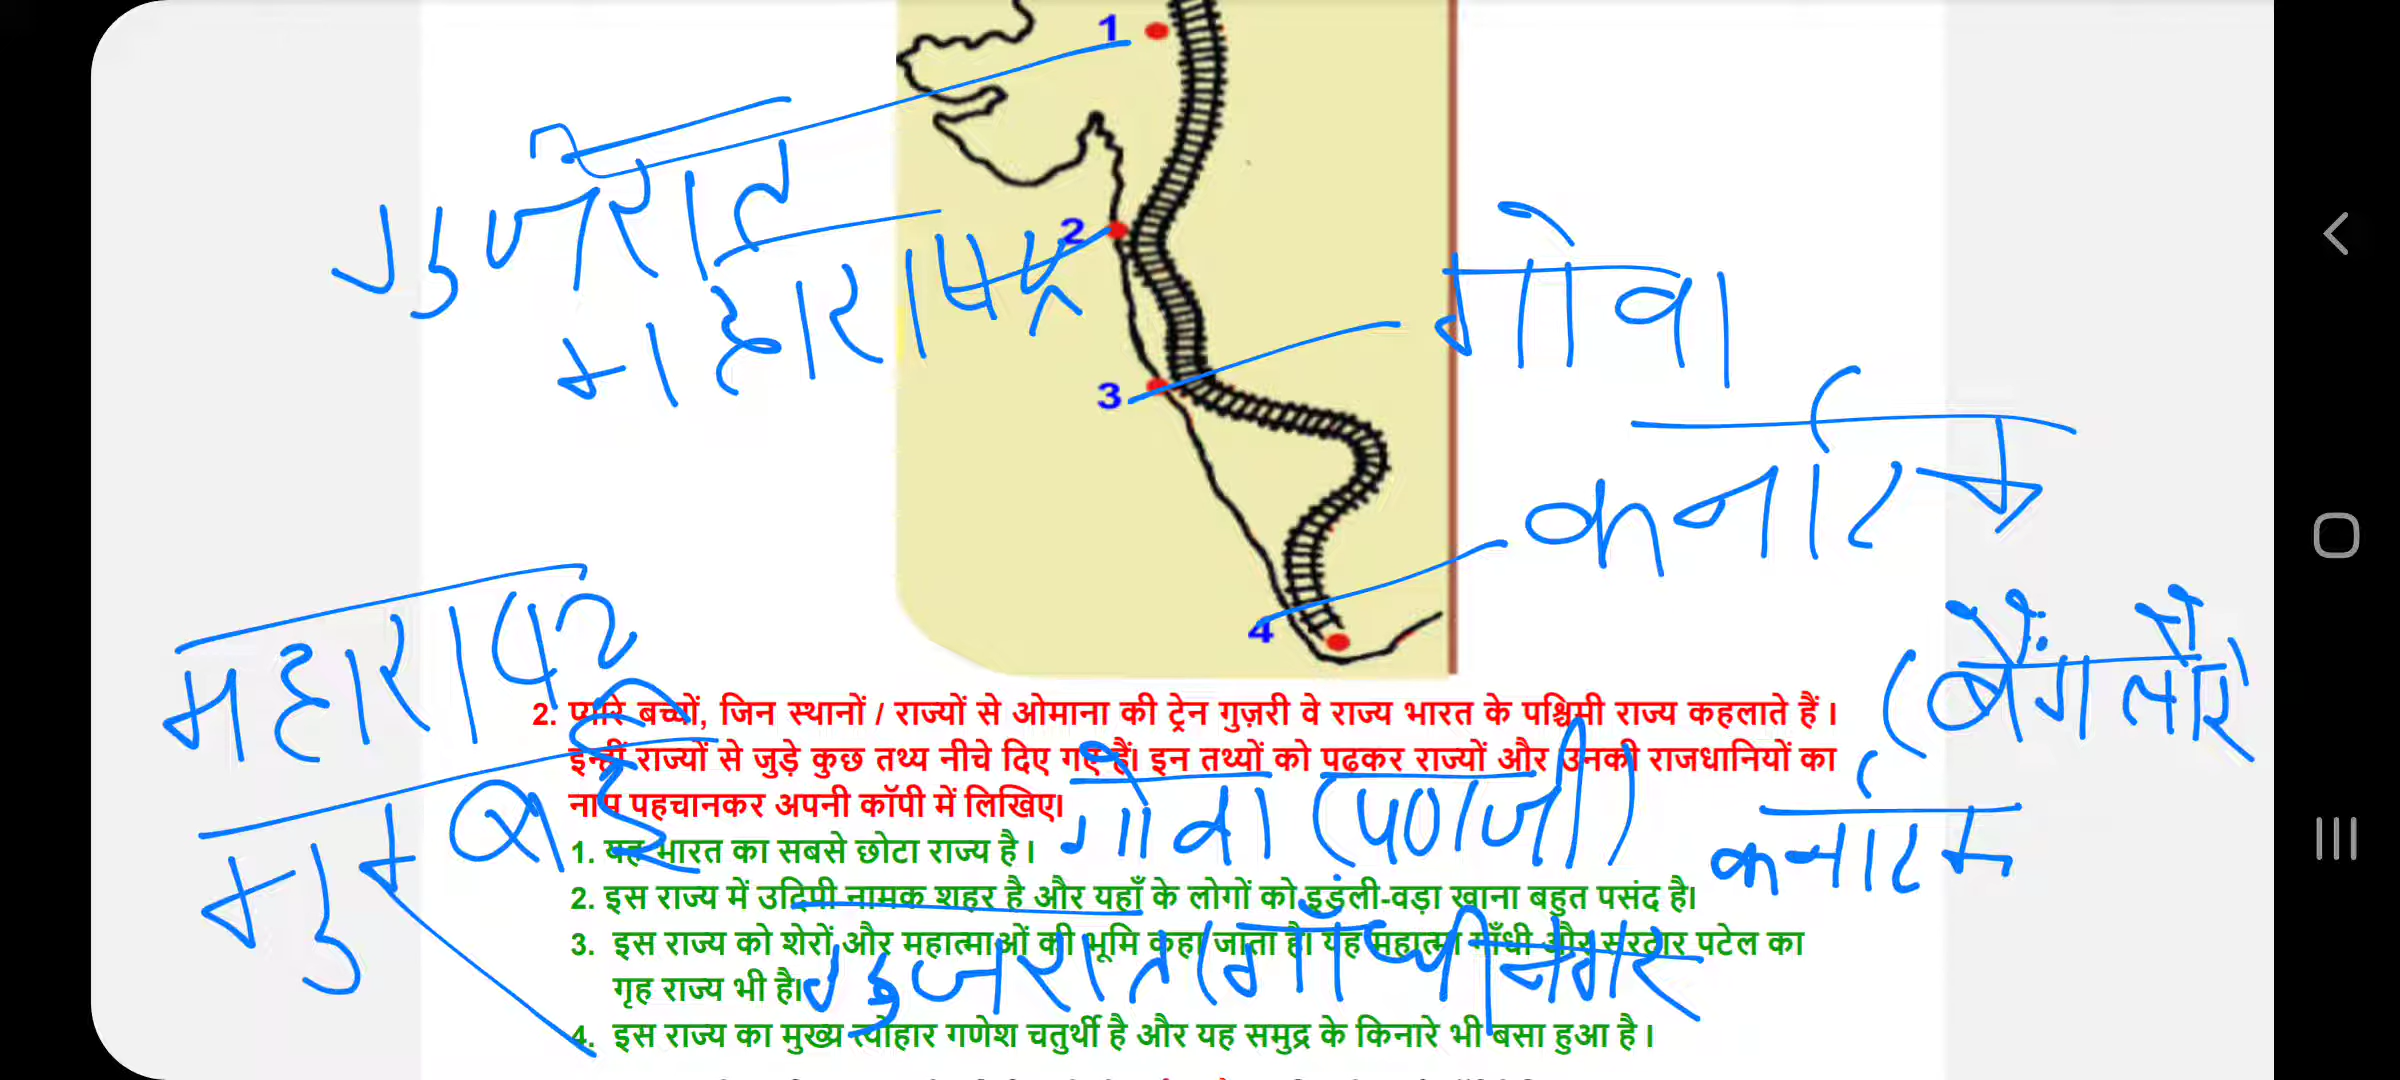 1
गुजरात
2
महाराष्ट्र
गोवा
3
कर्नाटक
4
(बैंगलौर)
महाराष्ट्र
2. प्यारे बच्चों, जिन स्थानों / राज्यों से ओमाना की ट्रेन गुज़री वे राज्य भारत के पश्चिमी राज्य कहलाते हैं ।
इन्हीं राज्यों से जुड़े कुछ तथ्य नीचे दिए गए हैं। इन तथ्यों को पढ़कर राज्यों और उनकी राजधानियों का
नाम पहचानकर अपनी कॉपी में लिखिए।
मुम्बई
1. यह भारत का सबसे छोटा राज्य है ।
गोवा (पणजी)
कर्नाटक
2. इस राज्य में उदिपी नामक शहर है और यहाँ के लोगों को इडली-वड़ा खाना बहुत पसंद है।
3. इस राज्य को शेरों और महात्माओं की भूमि कहा जाता है। यह महात्मा गाँधी और सरदार पटेल का
गृह राज्य भी है।
गुजरात (गाँधीनगर
4. इस राज्य का मुख्य त्योहार गणेश चतुर्थी है और यह समुद्र के किनारे भी बसा हुआ है ।